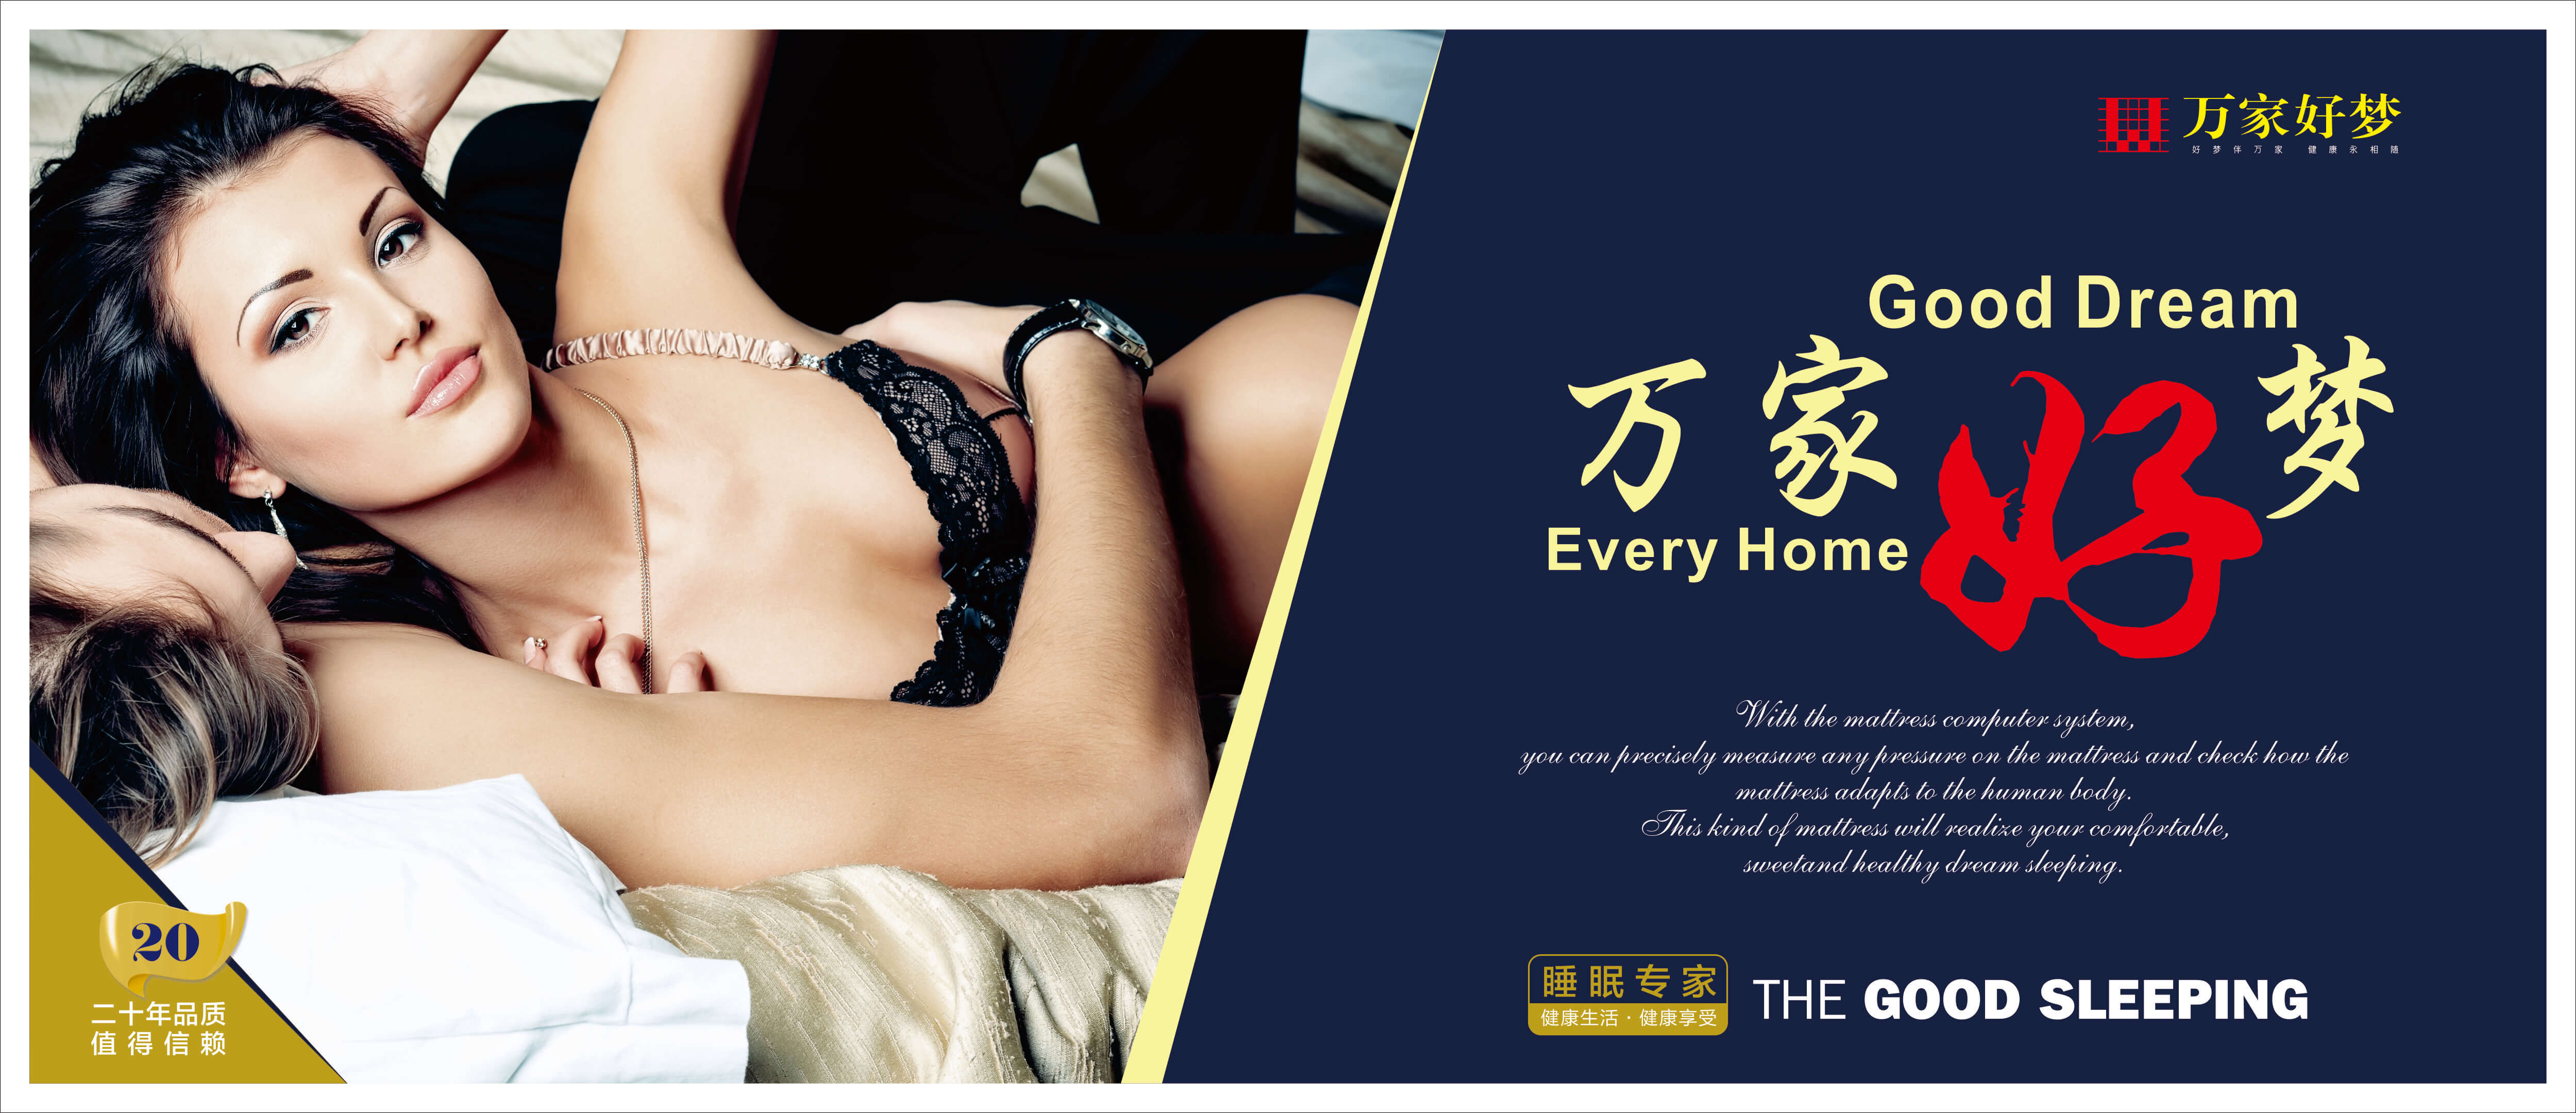 万家好梦
好梦伴万家 健康永相随
Good Dream
万家好梦
Every Home
With the mattress computer system,
you can precisely measure any pressure on the mattress and check how the
mattress adapts to the human body.
This kind of mattress will realize your comfortable,
sweetand healthy dream sleeping.
睡眠专家
健康生活·健康享受
THE GOOD SLEEPING
20
二十年品质
值得信赖